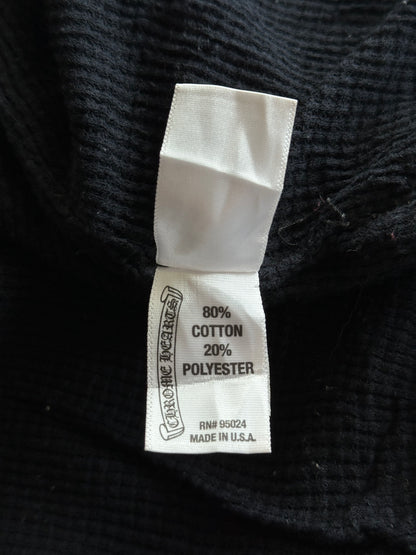 CHROME HEARTS
80%
COTTON
20%
POLYESTER
RN# 95024
MADE IN U.S.A.